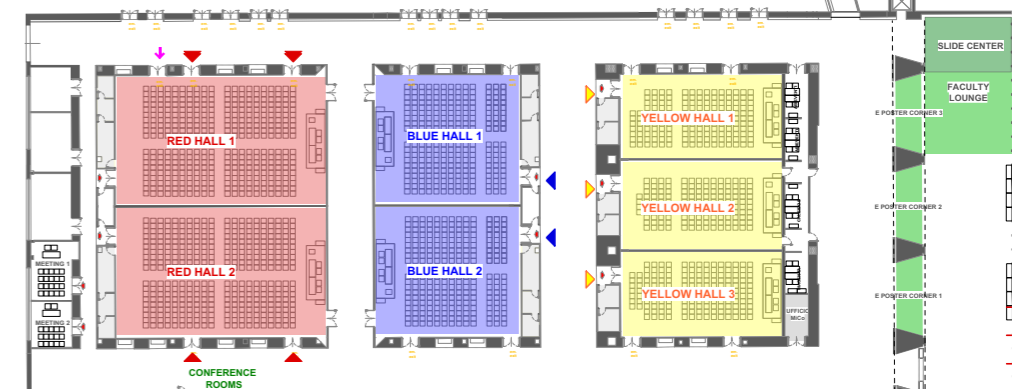 SLIDE CENTER
FACULTY
LOUNGE
E POSTER CORNER 3
RED HALL 1
BLUE HALL 1
YELLOW HALL 1
YELLOW HALL 2
E POSTER CORNER 2
MEETING 1
RED HALL 2
BLUE HALL 2
YELLOW HALL 3
E POSTER CORNER 1
UFFICIO
MiCo
MEETING 2
CONFERENCE
ROOMS